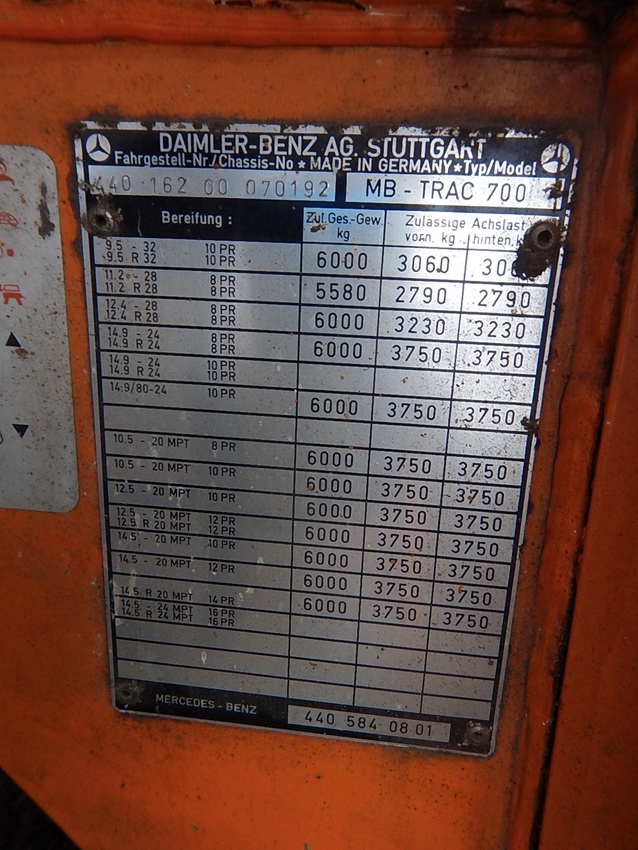 DAIMLER-BENZ AG. STUTTGART
Fahrgestell-Nr./Chassis-No ★ MADE IN GERMANY ★ Typ/Model
440 162 00 070192 MB - TRAC 700
Bereifung : Zul. Ges.-Gew. kg Zulässige Achslast vorn. kg hinten.
9.5 - 32 10 PR
9.5 R 32 10 PR 6000 3060
11.2 - 28 8 PR
11.2 R 28 8 PR 5580 2790 2790
12.4 - 28 8 PR
12.4 R 28 8 PR 6000 3230 3230
14.9 - 24 8 PR
14.9 R 24 8 PR 6000 3750 3750
14.9 - 24 10 PR
14.9 R 24 10 PR
14.9/80-24 10 PR 6000 3750 3750
10.5 - 20 MPT 8 PR 6000 3750 3750
10.5 - 20 MPT 10 PR 6000 3750 3750
12.5 - 20 MPT 10 PR 6000 3750 3750
12.5 - 20 MPT 12 PR
12.5 R 20 MPT 12 PR 6000 3750 3750
14.5 - 20 MPT 10 PR 6000 3750 3750
14.5 - 20 MPT 12 PR 6000 3750 3750
14.5 R 20 MPT 14 PR 6000 3750 3750
14.5 - 24 MPT 16 PR
14.5 R 24 MPT 16 PR
MERCEDES - BENZ 440 584 08 01